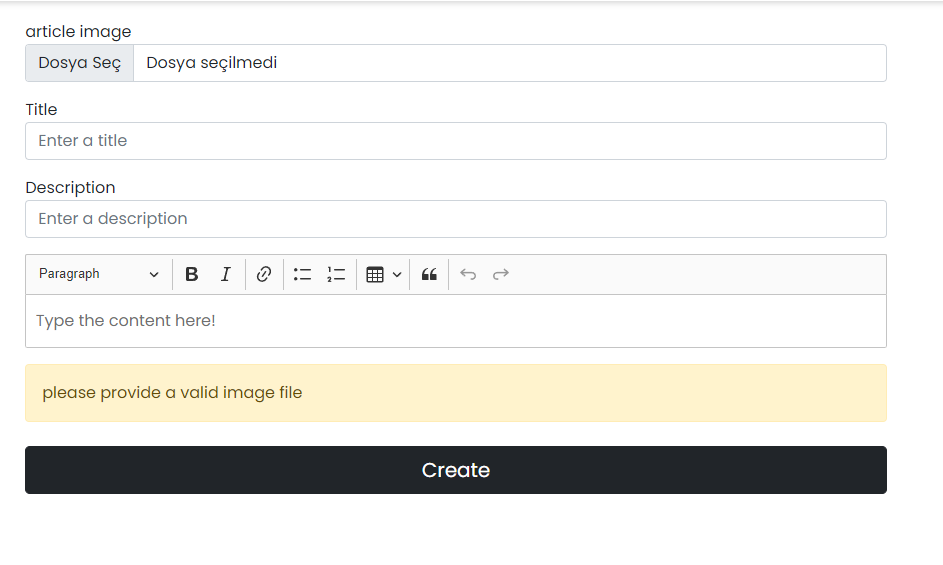 article image
Dosya Seç Dosya seçilmedi
Title
Enter a title
Description
Enter a description
Paragraph B I
Type the content here!
please provide a valid image file
Create